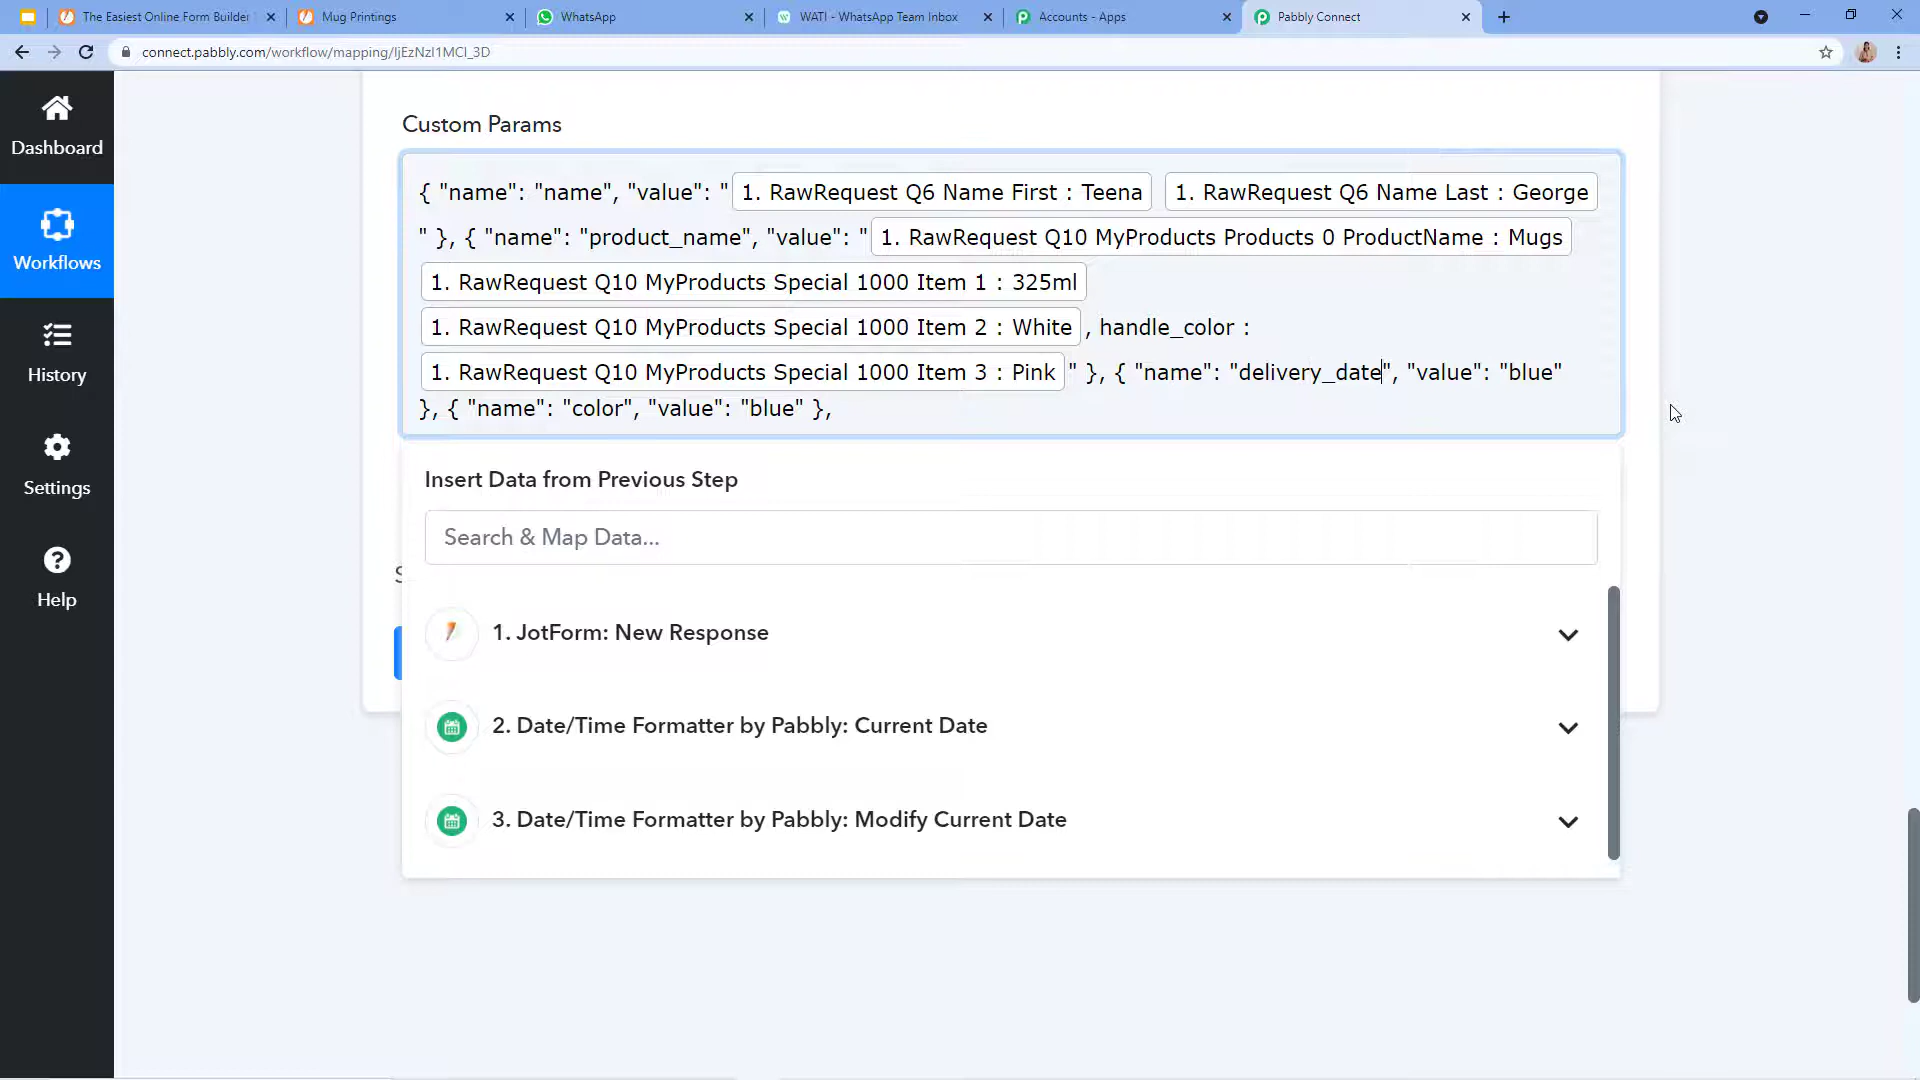 The Easiest Online Form Builder
Mug Printings
WhatsApp
WATI - WhatsApp Team Inbox
Accounts - Apps
Pabbly Connect
connect.pabbly.com/workflow/mapping/IjEzNzI1MCI_3D
Dashboard
Workflows
History
Settings
Help
Custom Params
{ "name": "name", "value": " 1. RawRequest Q6 Name First : Teena 1. RawRequest Q6 Name Last : George
" }, { "name": "product_name", "value": " 1. RawRequest Q10 MyProducts Products 0 ProductName : Mugs
1. RawRequest Q10 MyProducts Special 1000 Item 1 : 325ml
1. RawRequest Q10 MyProducts Special 1000 Item 2 : White , handle_color :
1. RawRequest Q10 MyProducts Special 1000 Item 3 : Pink " }, { "name": "delivery_date", "value": "blue"
}, { "name": "color", "value": "blue" },
Insert Data from Previous Step
Search & Map Data...
1. JotForm: New Response
2. Date/Time Formatter by Pabbly: Current Date
3. Date/Time Formatter by Pabbly: Modify Current Date